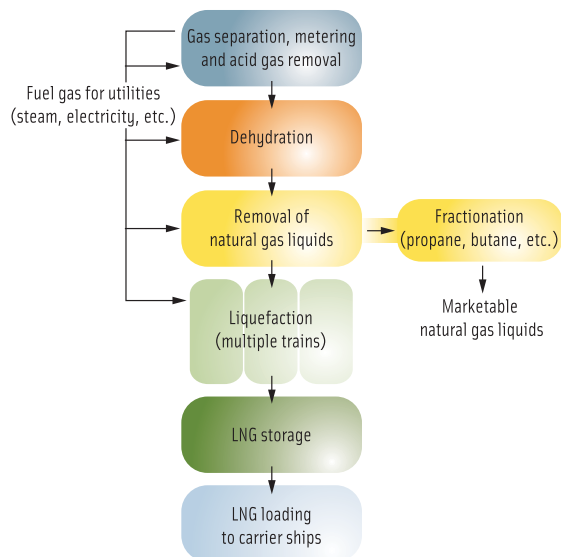 Gas separation, metering
and acid gas removal
Fuel gas for utilities
(steam, electricity, etc.)
Dehydration
Removal of
natural gas liquids
Fractionation
(propane, butane, etc.)
Marketable
natural gas liquids
Liquefaction
(multiple trains)
LNG storage
LNG loading
to carrier ships